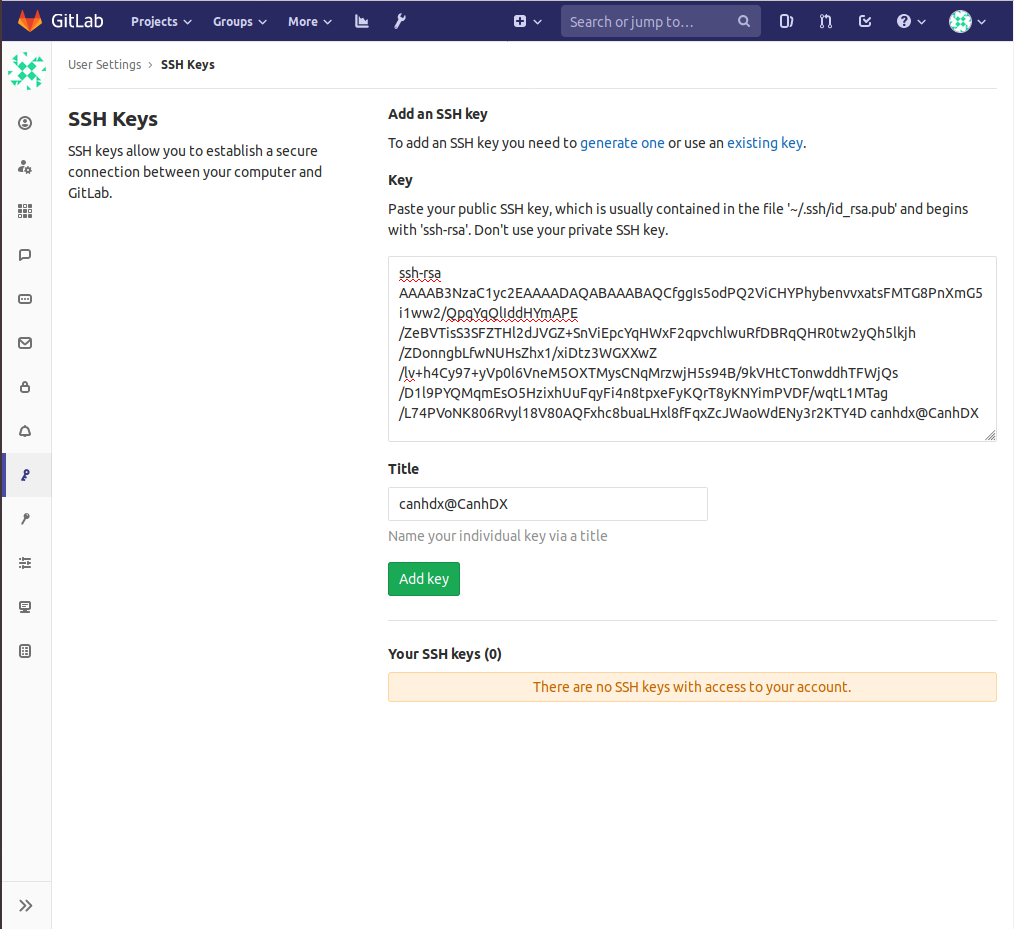 GitLab Projects Groups More Search or jump to…
User Settings › SSH Keys
SSH Keys
SSH keys allow you to establish a secure
connection between your computer and
GitLab.
Add an SSH key
To add an SSH key you need to generate one or use an existing key.
Key
Paste your public SSH key, which is usually contained in the file '~/.ssh/id_rsa.pub' and begins
with 'ssh-rsa'. Don't use your private SSH key.
ssh-rsa
AAAAB3NzaC1yc2EAAAADAQABAAABAQCfggIs5odPQ2ViCHYPhybenvvxatsFMTG8PnXmG5
i1ww2/QpqYqQlIddHYmAPE
/ZeBVTisS3SFZTHl2dJVGZ+SnViEpcYqHWxF2qpvchlwuRfDBRqQHR0tw2yQh5lkjh
/ZDonngbLfwNUHsZhx1/xiDtz3WGXXwZ
/lv+h4Cy97+yVp0l6VneM5OXTMysCNqMrzwjH5s94B/9kVHtCTonwddhTFWjQs
/D1l9PYQMqmEsO5HzixhUuFqyFi4n8tpxeFyKQrT8yKNYimPVDF/wqtL1MTag
/L74PVoNK806Rvyl18V80AQFxhc8buaLHxl8fFqxZcJWaoWdENy3r2KTY4D canhdx@CanhDX
Title
canhdx@CanhDX
Name your individual key via a title
Add key
Your SSH keys (0)
There are no SSH keys with access to your account.